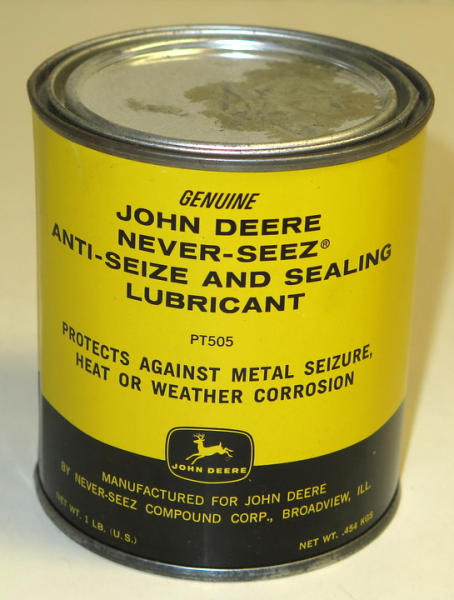 GENUINE
JOHN DEERE
NEVER-SEEZ®
ANTI-SEIZE AND SEALING
LUBRICANT
PT505
PROTECTS AGAINST METAL SEIZURE,
HEAT OR WEATHER CORROSION
JOHN DEERE
MANUFACTURED FOR JOHN DEERE
BY NEVER-SEEZ COMPOUND CORP., BROADVIEW, ILL.
NET WT. 1 LB. (U.S.)
NET WT. .454 KGS